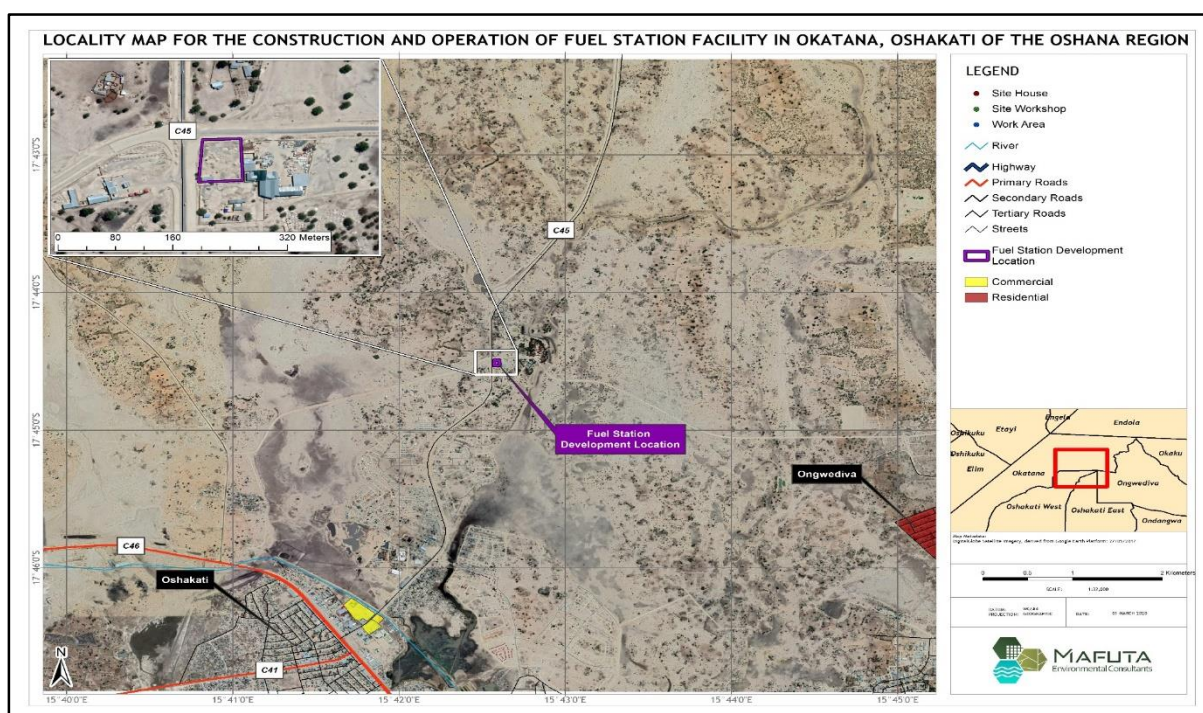 LOCALITY MAP FOR THE CONSTRUCTION AND OPERATION OF FUEL STATION FACILITY IN OKATANA, OSHAKATI OF THE OSHANA REGION
C45
0 80 160 320 Meters
17°43'0"S
C45
17°44'0"S
Fuel Station
Development Location
17°45'0"S
Ongwediva
17°46'0"S
C46
Oshakati
C41
N
15°40'0"E 15°41'0"E 15°42'0"E 15°43'0"E 15°44'0"E 15°45'0"E
LEGEND
Site House
Site Workshop
Work Area
River
Highway
Primary Roads
Secondary Roads
Tertiary Roads
Streets
Fuel Station Development
Location
Commercial
Residential
Engela
Etayi
Endola
Oshikuku
Okaku
Elim
Okatana
Ongwediva
Oshakati West
Oshakati East
Ondangwa
0 0.5 1 2 Kilometers
SCALE:
DATE:
MAFUTA
Environmental Consultants